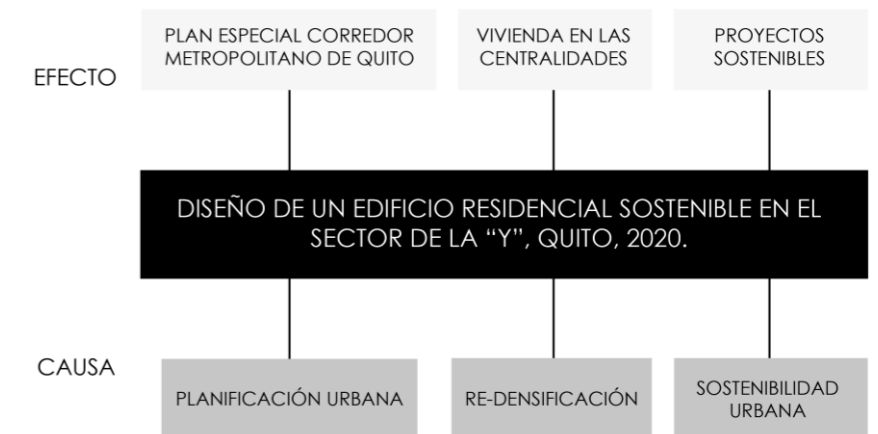 PLAN ESPECIAL CORREDOR
METROPOLITANO DE QUITO
VIVIENDA EN LAS
CENTRALIDADES
PROYECTOS
SOSTENIBLES
EFECTO
DISEÑO DE UN EDIFICIO RESIDENCIAL SOSTENIBLE EN EL
SECTOR DE LA “Y”, QUITO, 2020.
CAUSA
PLANIFICACIÓN URBANA
RE-DENSIFICACIÓN
SOSTENIBILIDAD
URBANA